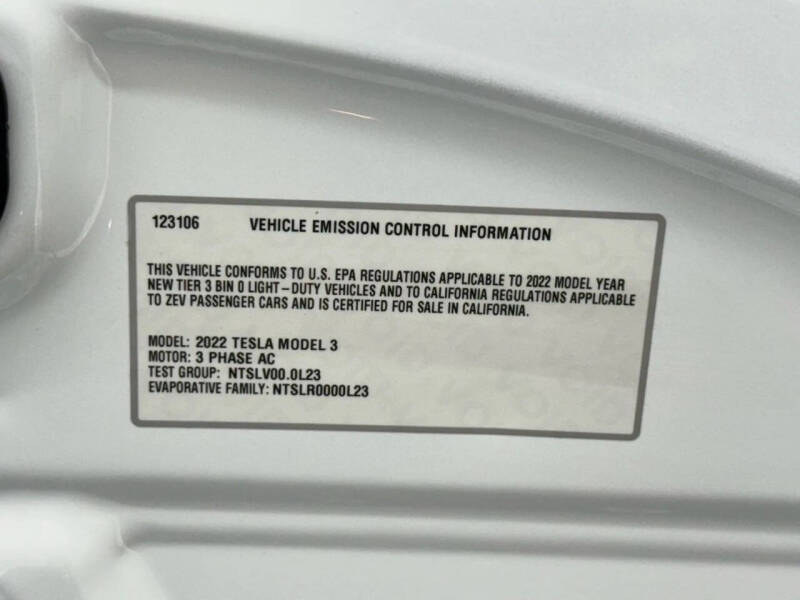 123106 VEHICLE EMISSION CONTROL INFORMATION
THIS VEHICLE CONFORMS TO U.S. EPA REGULATIONS APPLICABLE TO 2022 MODEL YEAR
NEW TIER 3 BIN 0 LIGHT-DUTY VEHICLES AND TO CALIFORNIA REGULATIONS APPLICABLE
TO ZEV PASSENGER CARS AND IS CERTIFIED FOR SALE IN CALIFORNIA.
MODEL: 2022 TESLA MODEL 3
MOTOR: 3 PHASE AC
TEST GROUP: NTSLV00.0L23
EVAPORATIVE FAMILY: NTSLR0000L23